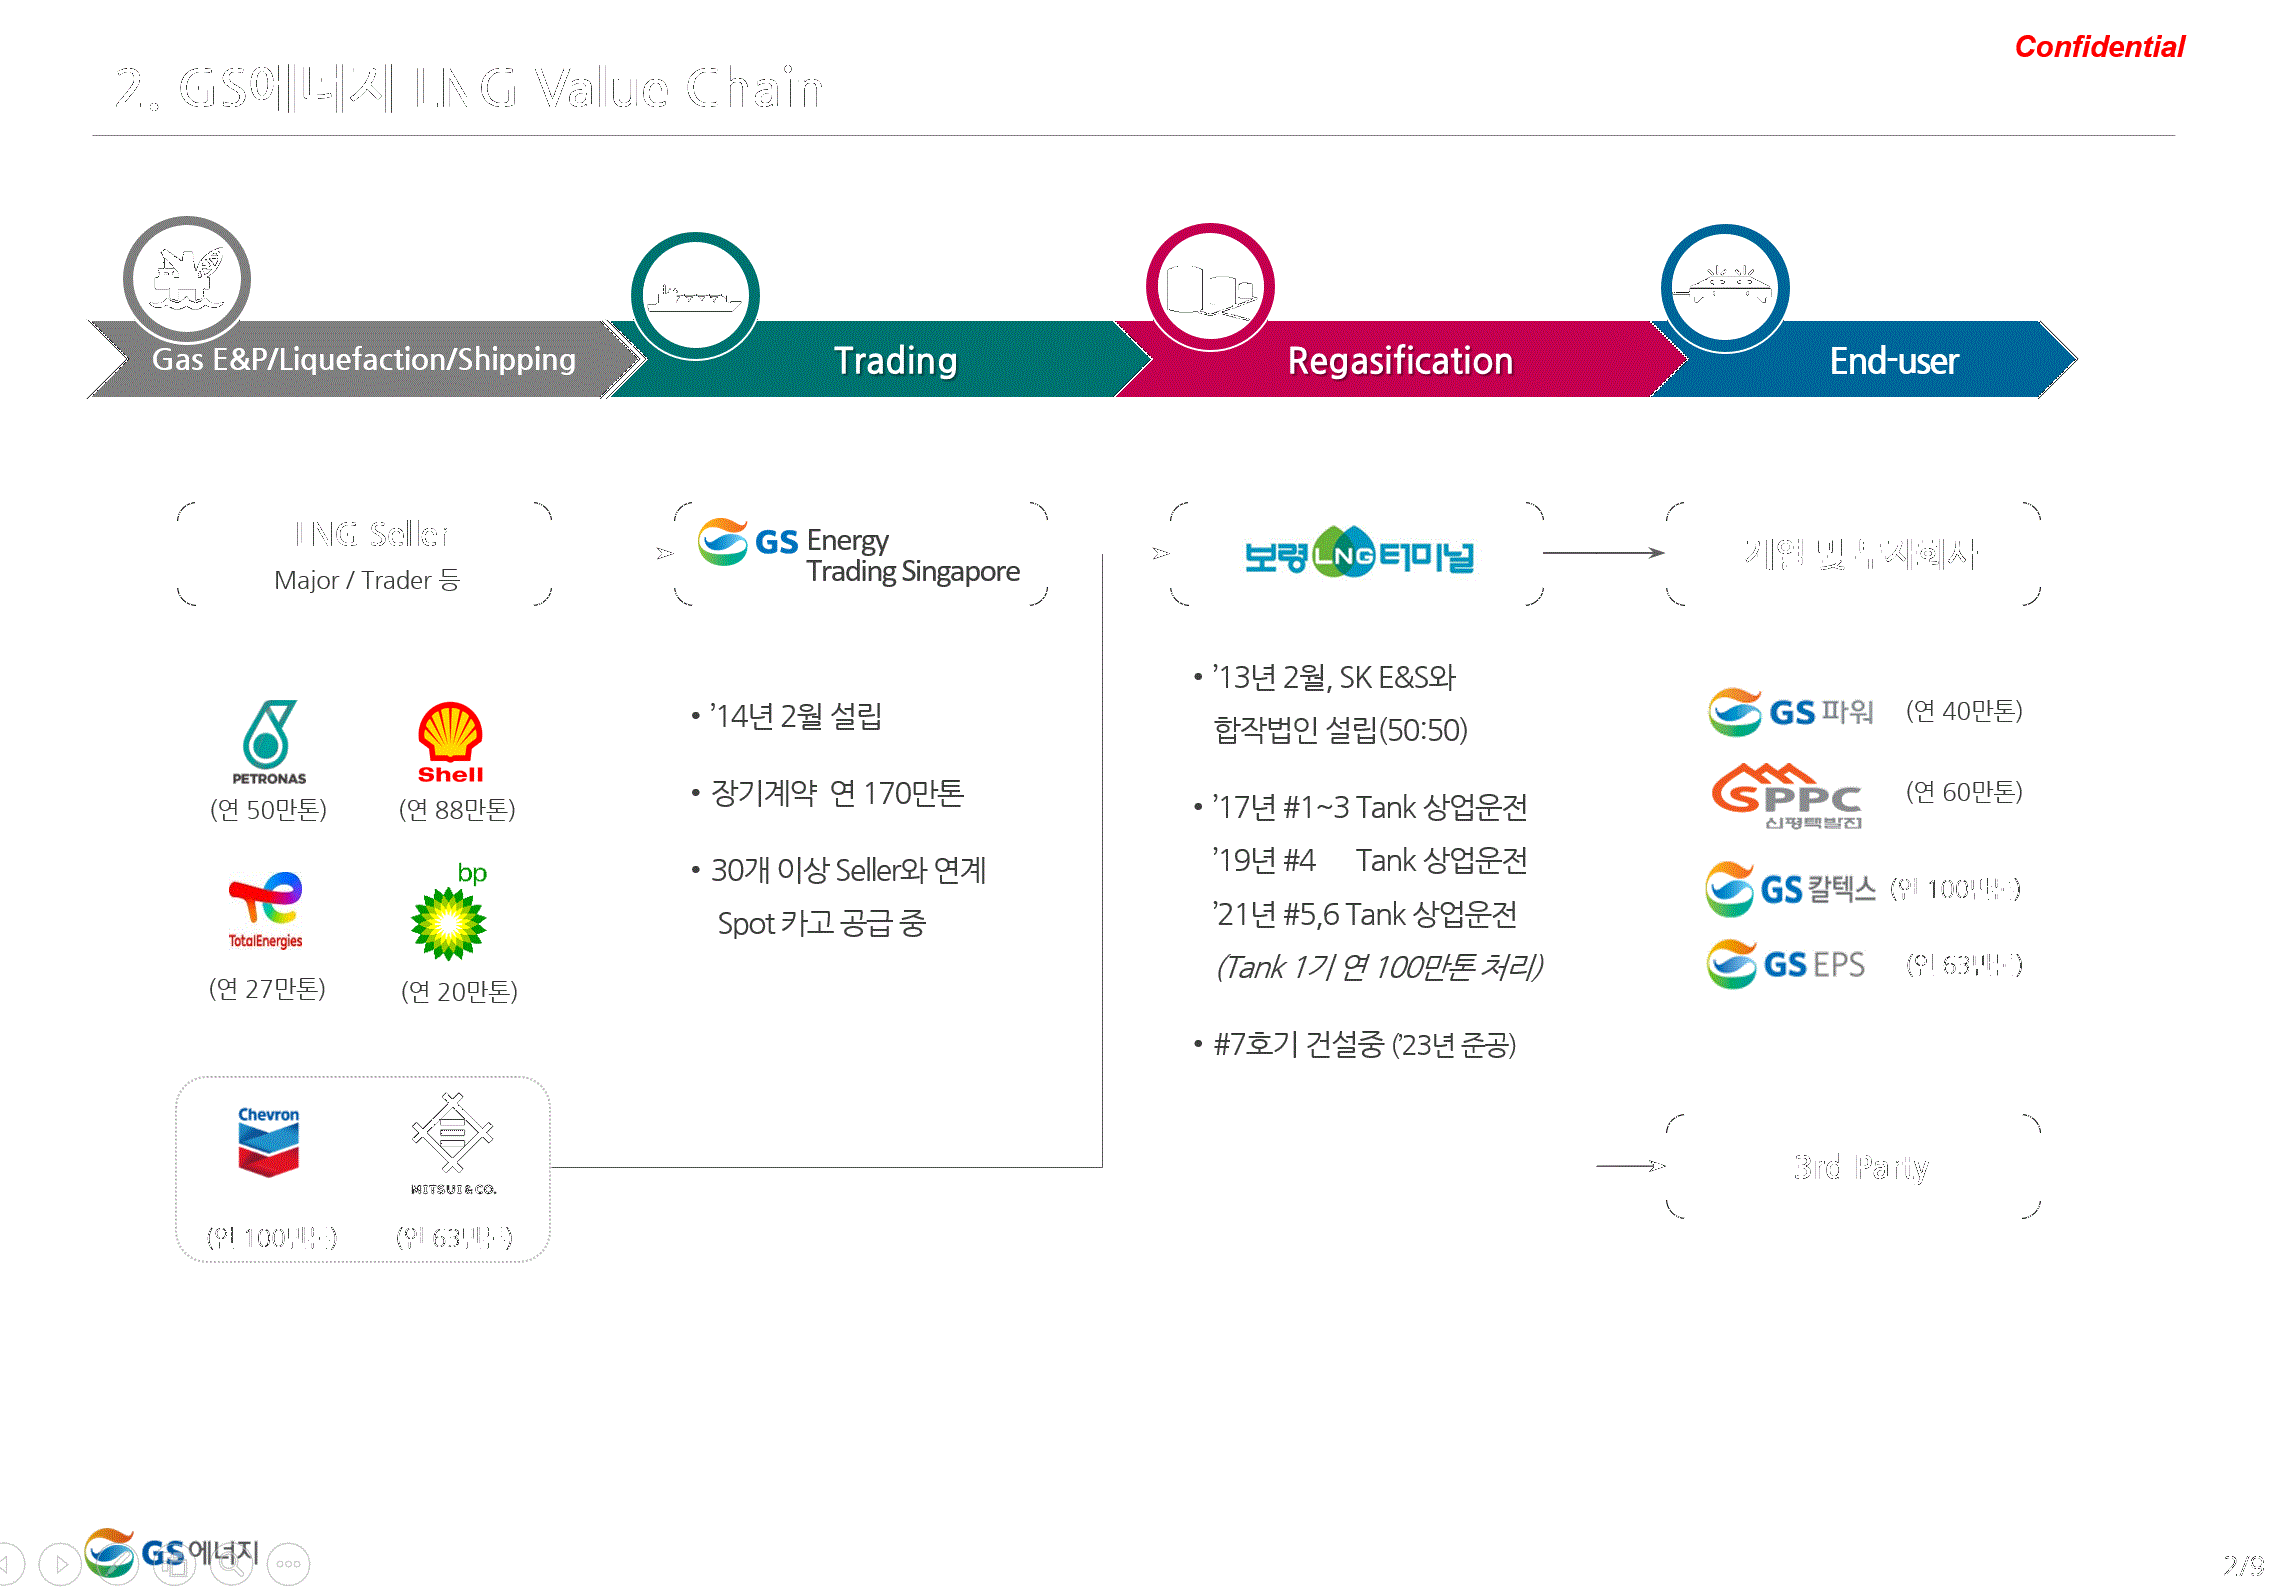 Confidential
2. GS에너지 LNG Value Chain
Gas E&P/Liquefaction/Shipping
Trading
Regasification
End-user
LNG Seller
Major / Trader 등
PETRONAS
(연 50만톤)
Shell
(연 88만톤)
TotalEnergies
(연 27만톤)
bp
(연 20만톤)
Chevron
(연 100만톤)
MITSUI & CO.
(연 63만톤)
GS Energy
Trading Singapore
• ’14년 2월 설립
• 장기계약 연 170만톤
• 30개 이상 Seller와 연계
Spot 카고 공급 중
보령 LNG 터미널
• ’13년 2월, SK E&S와
합작법인 설립(50:50)
• ’17년 #1~3 Tank 상업운전
’19년 #4 Tank 상업운전
’21년 #5,6 Tank 상업운전
(Tank 1기 연 100만톤 처리)
• #7호기 건설중 (’23년 준공)
계열 및 투자회사
GS 파워 (연 40만톤)
SPPC (연 60만톤)
신평택발전
GS 칼텍스 (연 100만톤)
GS EPS (연 63만톤)
3rd Party
GS 에너지
2/9